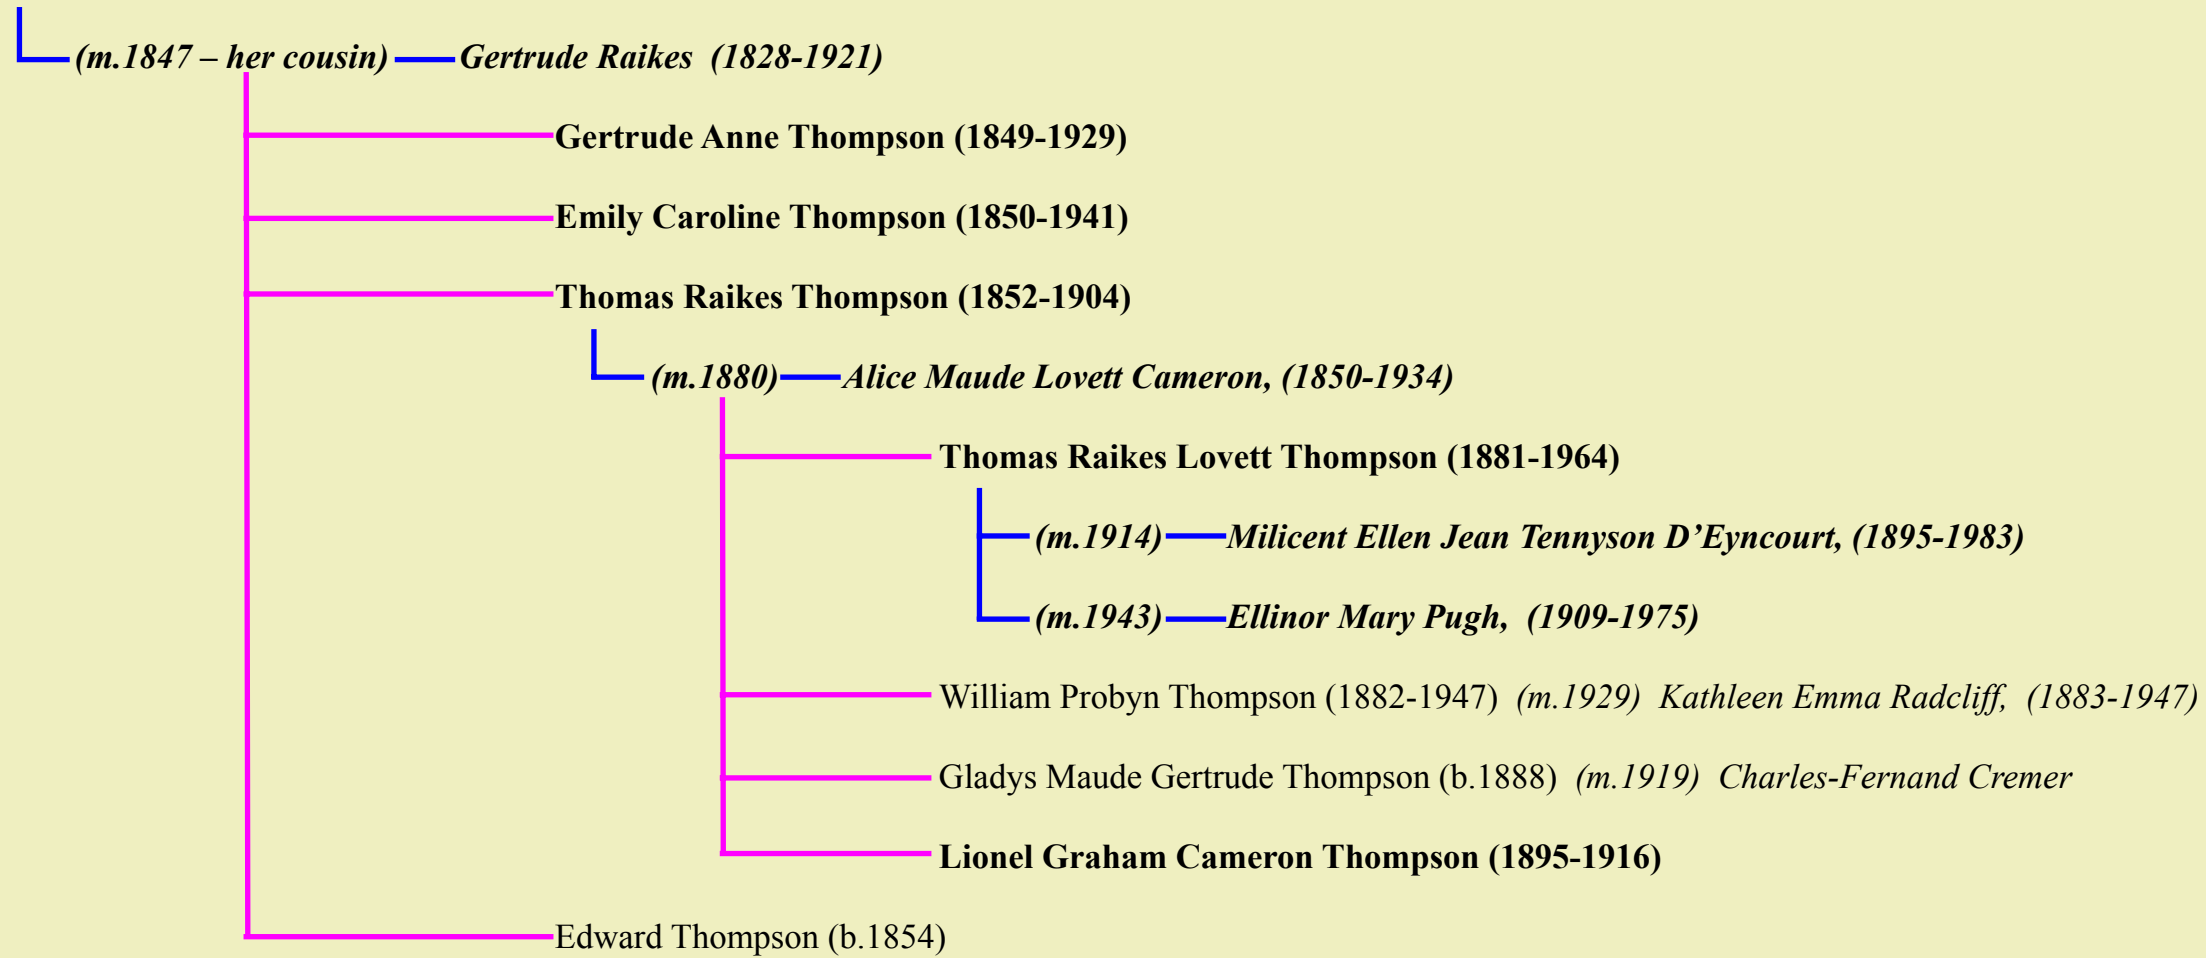 (m.1847 – her cousin) Gertrude Raikes (1828-1921)
Gertrude Anne Thompson (1849-1929)
Emily Caroline Thompson (1850-1941)
Thomas Raikes Thompson (1852-1904)
(m.1880) Alice Maude Lovett Cameron, (1850-1934)
Thomas Raikes Lovett Thompson (1881-1964)
(m.1914) Milicent Ellen Jean Tennyson D’Eyncourt, (1895-1983)
(m.1943) Ellinor Mary Pugh, (1909-1975)
William Probyn Thompson (1882-1947) (m.1929) Kathleen Emma Radcliff, (1883-1947)
Gladys Maude Gertrude Thompson (b.1888) (m.1919) Charles-Fernand Cremer
Lionel Graham Cameron Thompson (1895-1916)
Edward Thompson (b.1854)